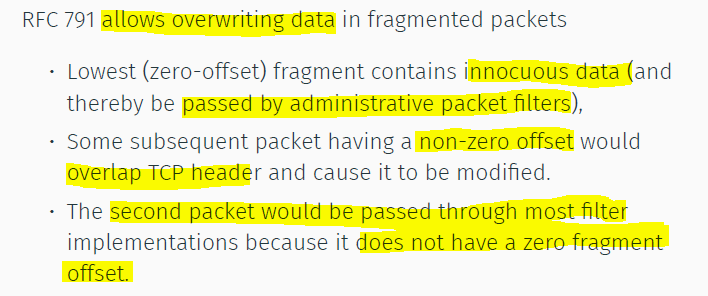 RFC 791 allows overwriting data in fragmented packets
• Lowest (zero-offset) fragment contains innocuous data (and
thereby be passed by administrative packet filters),
• Some subsequent packet having a non-zero offset would
overlap TCP header and cause it to be modified.
• The second packet would be passed through most filter
implementations because it does not have a zero fragment
offset.